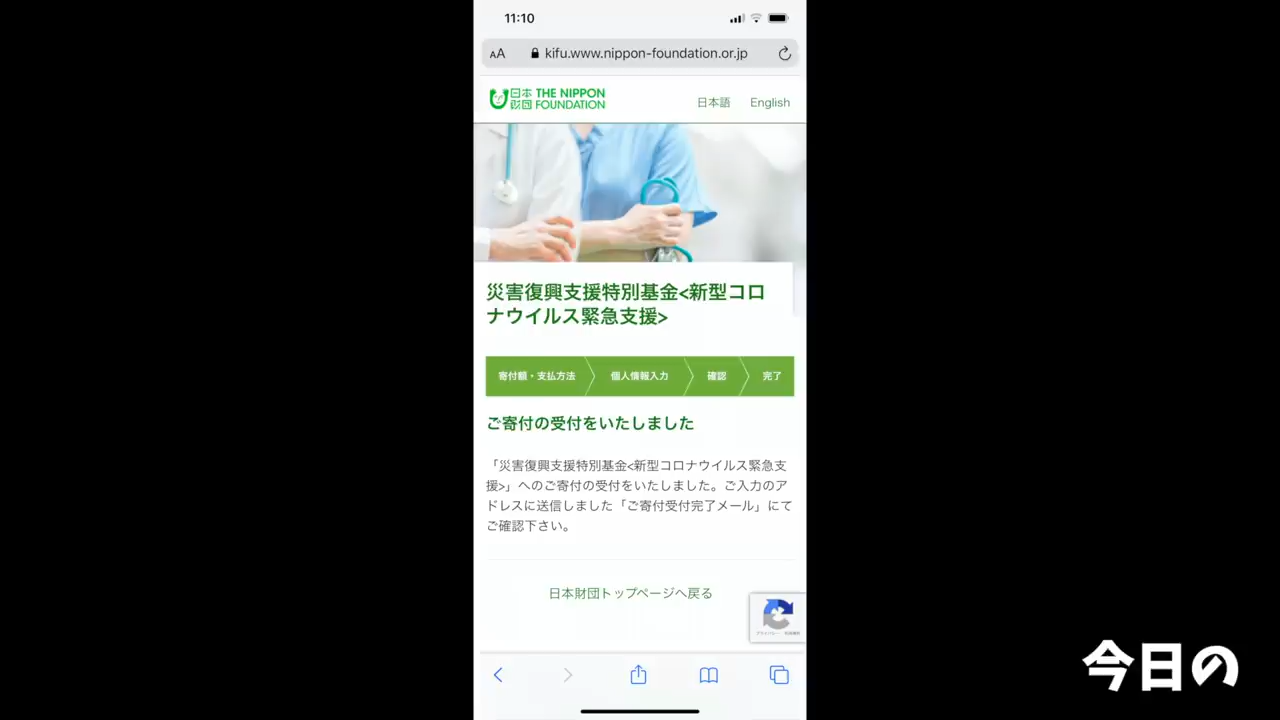 11:10
AA kifu.www.nippon-foundation.or.jp
日本 THE NIPPON
財団 FOUNDATION
日本語 English
災害復興支援特別基金<新型コロ
ナウイルス緊急支援>
寄付額・支払方法 個人情報入力 確認 完了
ご寄付の受付をいたしました
「災害復興支援特別基金<新型コロナウイルス緊急支
援>」へのご寄付の受付をいたしました。ご入力のア
ドレスに送信しました「ご寄付受付完了メール」にて
ご確認下さい。
日本財団トップページへ戻る
今日の